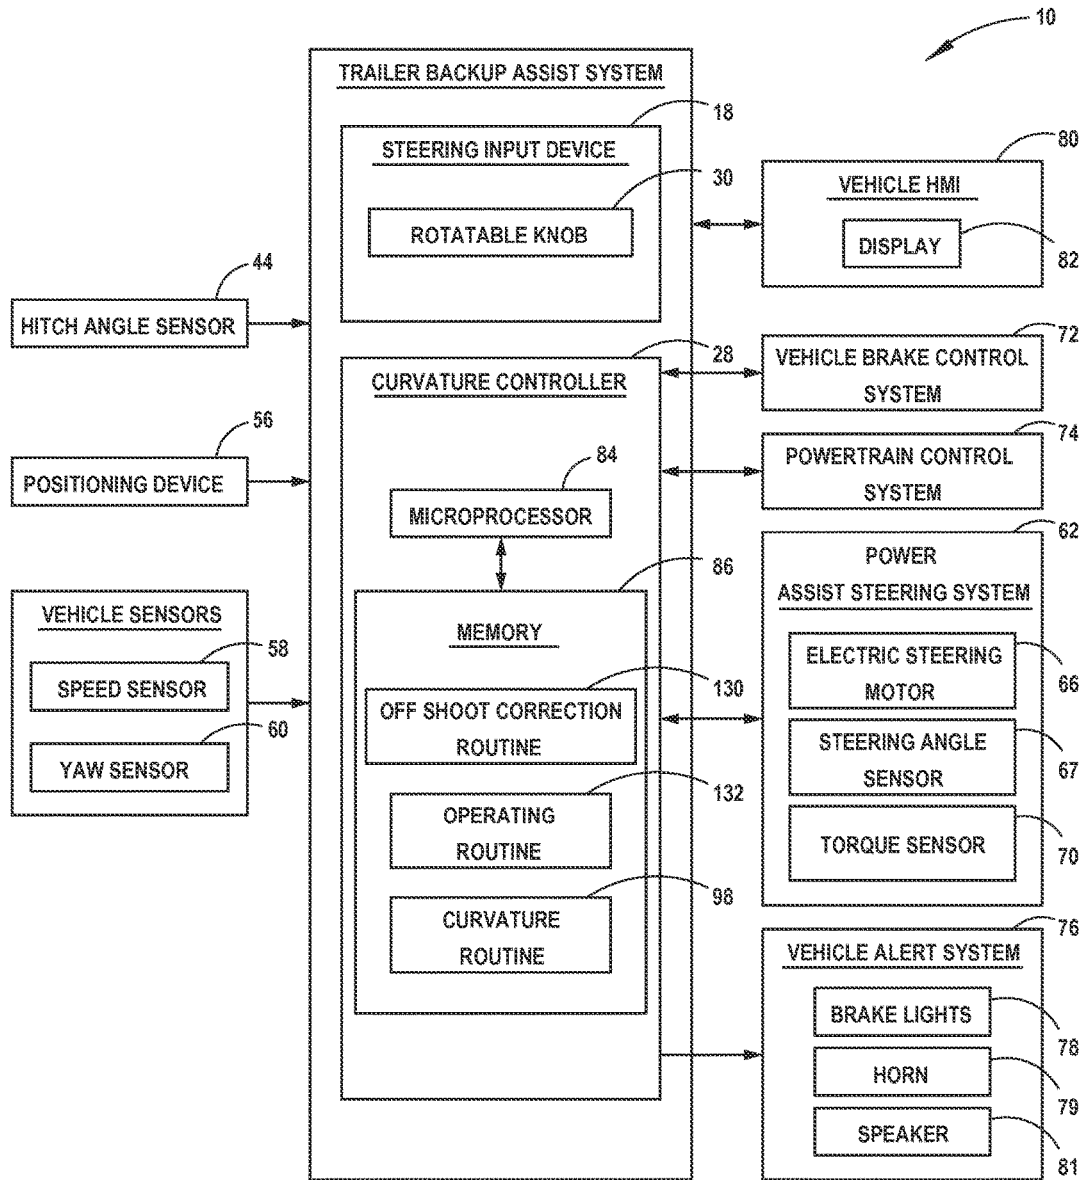 10
TRAILER BACKUP ASSIST SYSTEM
18
STEERING INPUT DEVICE
30
ROTATABLE KNOB
80
VEHICLE HMI
DISPLAY
82
44
HITCH ANGLE SENSOR
28
CURVATURE CONTROLLER
72
VEHICLE BRAKE CONTROL
SYSTEM
56
POSITIONING DEVICE
84
MICROPROCESSOR
74
POWERTRAIN CONTROL
SYSTEM
86
MEMORY
130
OFF SHOOT CORRECTION
ROUTINE
132
OPERATING
ROUTINE
98
CURVATURE
ROUTINE
VEHICLE SENSORS
58
SPEED SENSOR
60
YAW SENSOR
62
POWER
ASSIST STEERING SYSTEM
ELECTRIC STEERING
MOTOR
66
STEERING ANGLE
SENSOR
67
TORQUE SENSOR
70
76
VEHICLE ALERT SYSTEM
BRAKE LIGHTS
78
HORN
79
SPEAKER
81